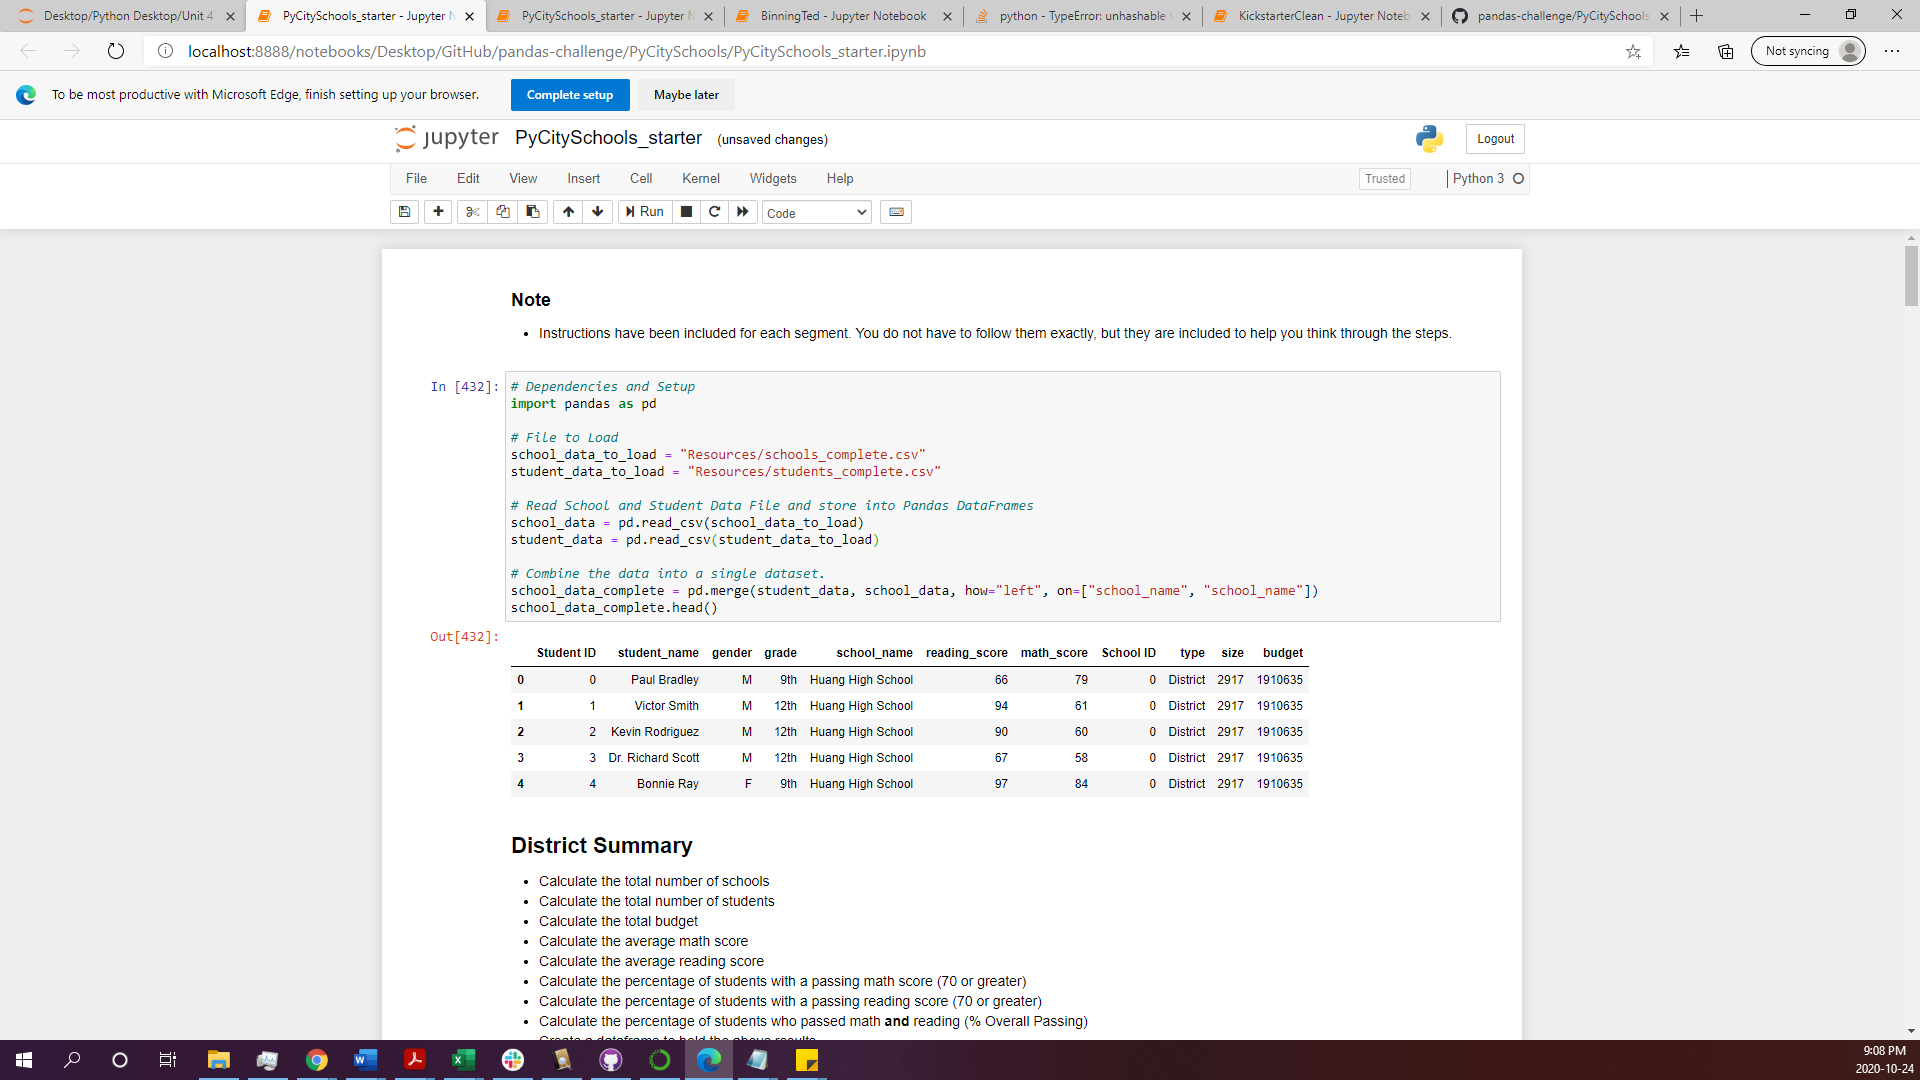 Desktop/Python Desktop/Unit 4
PyCitySchools_starter - Jupyter N
PyCitySchools_starter - Jupyter N
BinningTed - Jupyter Notebook
python - TypeError: unhashable t
KickstarterClean - Jupyter Noteb
pandas-challenge/PyCitySchools
localhost:8888/notebooks/Desktop/GitHub/pandas-challenge/PyCitySchools/PyCitySchools_starter.ipynb
Not syncing
To be most productive with Microsoft Edge, finish setting up your browser.
Complete setup
Maybe later
jupyter PyCitySchools_starter (unsaved changes)
Logout
File Edit View Insert Cell Kernel Widgets Help
Trusted
Python 3
Run
Code
Note
• Instructions have been included for each segment. You do not have to follow them exactly, but they are included to help you think through the steps.
In [432]:
# Dependencies and Setup
import pandas as pd
# File to Load
school_data_to_load = "Resources/schools_complete.csv"
student_data_to_load = "Resources/students_complete.csv"
# Read School and Student Data File and store into Pandas DataFrames
school_data = pd.read_csv(school_data_to_load)
student_data = pd.read_csv(student_data_to_load)
# Combine the data into a single dataset.
school_data_complete = pd.merge(student_data, school_data, how="left", on=["school_name", "school_name"])
school_data_complete.head()
Out[432]:
Student ID student_name gender grade school_name reading_score math_score School ID type size budget
0 0 Paul Bradley M 9th Huang High School 66 79 0 District 2917 1910635
1 1 Victor Smith M 12th Huang High School 94 61 0 District 2917 1910635
2 2 Kevin Rodriguez M 12th Huang High School 90 60 0 District 2917 1910635
3 3 Dr. Richard Scott M 12th Huang High School 67 58 0 District 2917 1910635
4 4 Bonnie Ray F 9th Huang High School 97 84 0 District 2917 1910635
District Summary
• Calculate the total number of schools
• Calculate the total number of students
• Calculate the total budget
• Calculate the average math score
• Calculate the average reading score
• Calculate the percentage of students with a passing math score (70 or greater)
• Calculate the percentage of students with a passing reading score (70 or greater)
• Calculate the percentage of students who passed math and reading (% Overall Passing)
• Create a dataframe to hold the above results
9:08 PM
2020-10-24